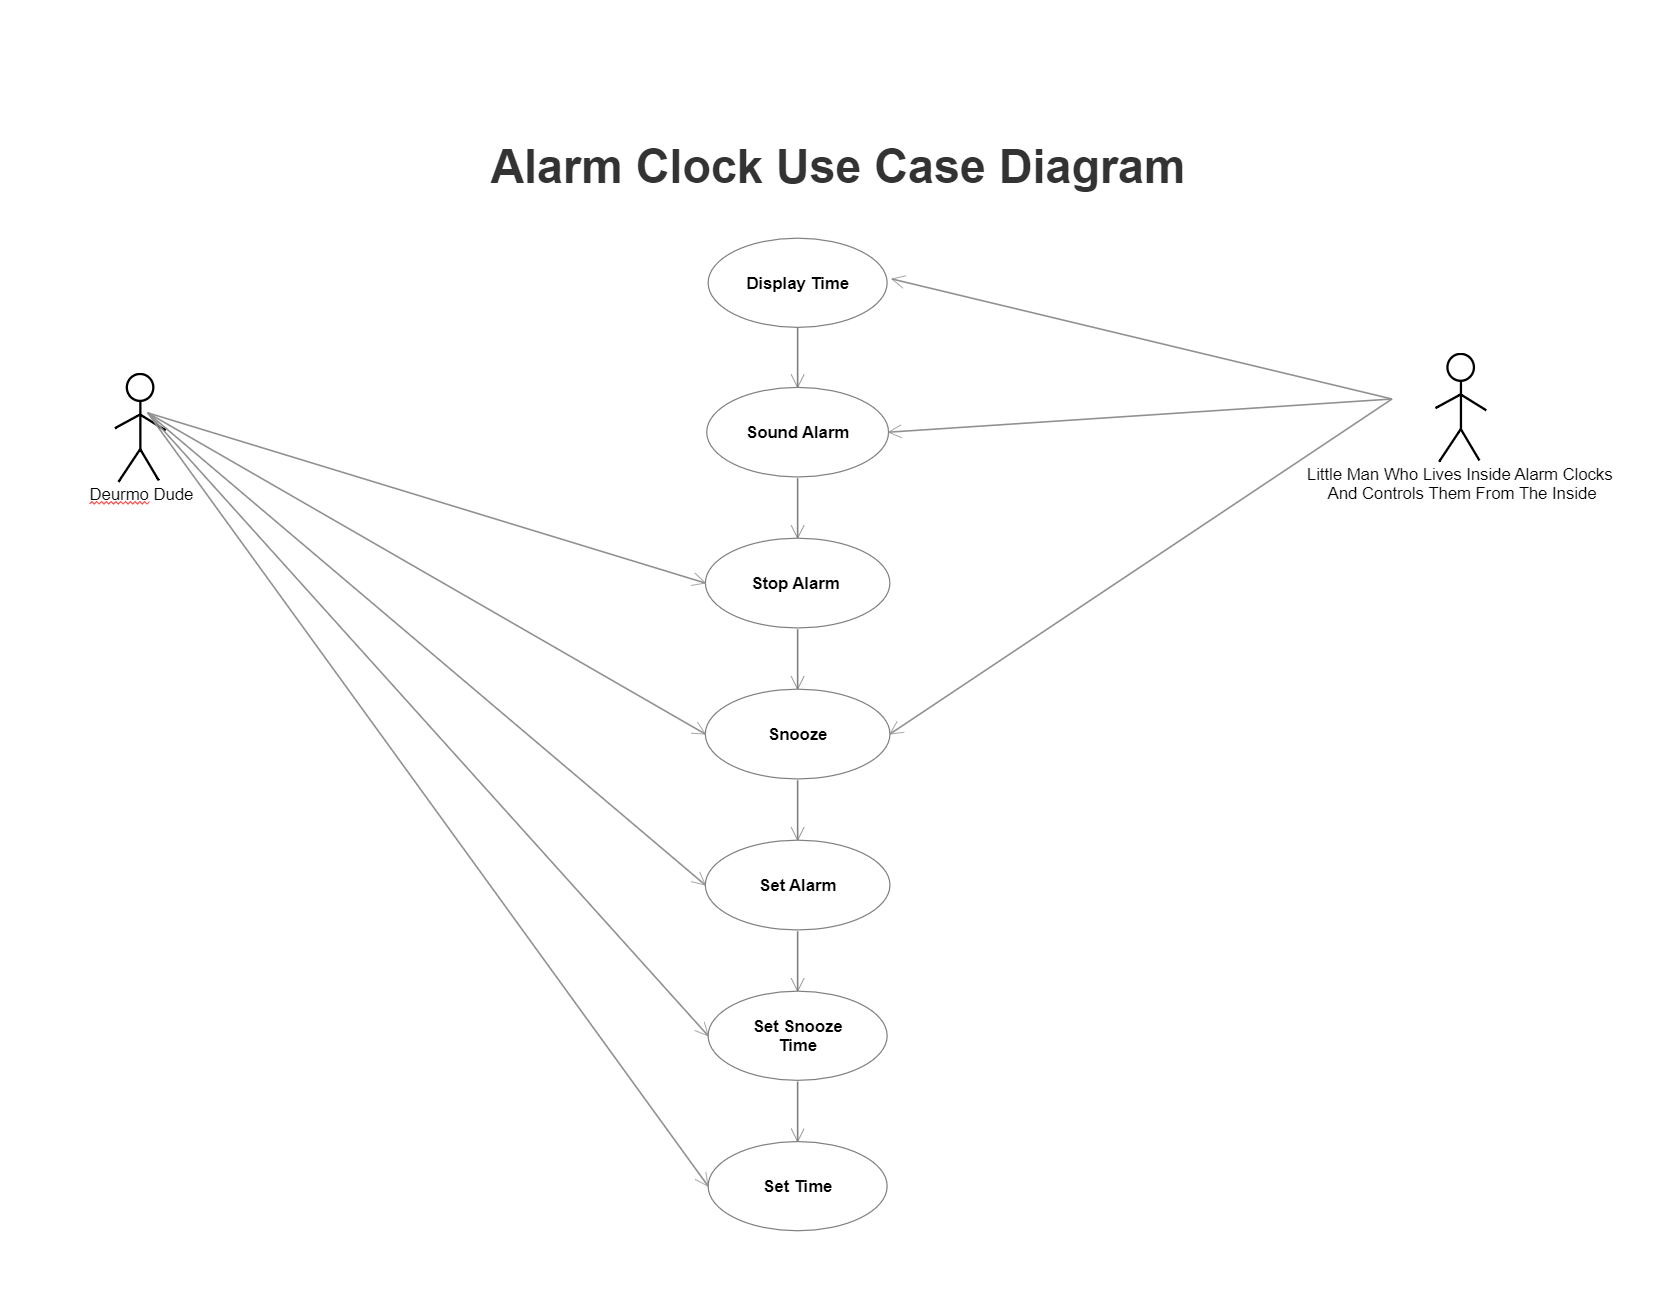 Alarm Clock Use Case Diagram
Display Time
Sound Alarm
Deurmo Dude
Little Man Who Lives Inside Alarm Clocks
And Controls Them From The Inside
Stop Alarm
Snooze
Set Alarm
Set Snooze
Time
Set Time